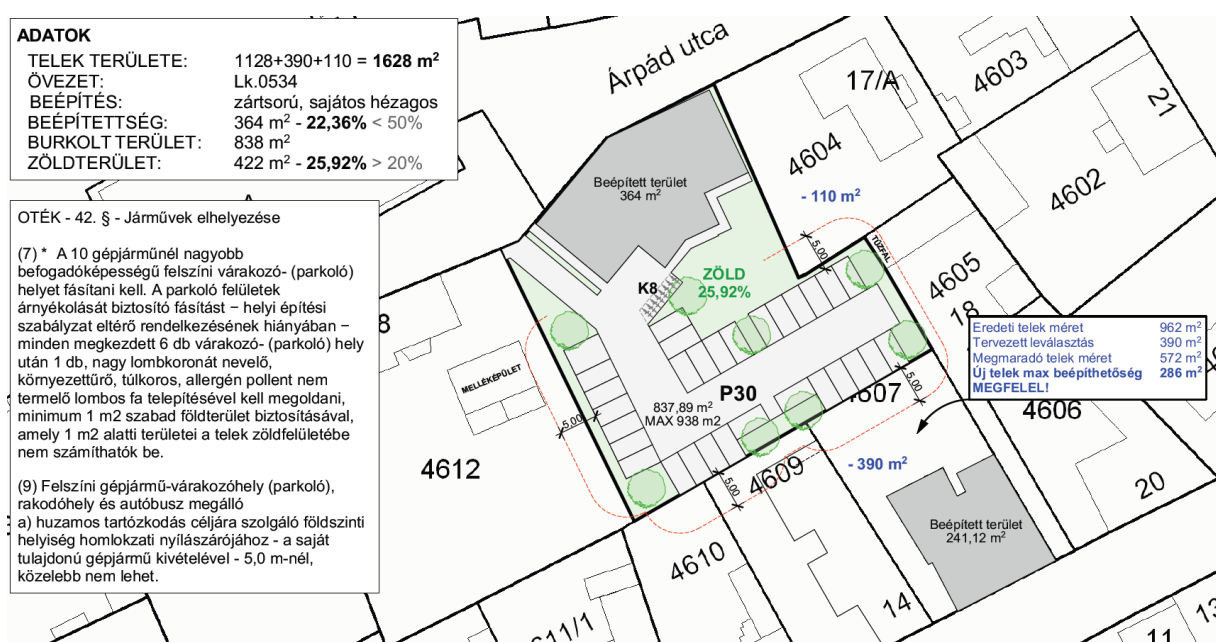 ADATOK
TELEK TERÜLETE: 1128+390+110 = 1628 m²
ÖVEZET: Lk.0534
BEÉPÍTÉS: zártsorú, sajátos hézagos
BEÉPÍTETTSÉG: 364 m² - 22,36% < 50%
BURKOLT TERÜLET: 838 m²
ZÖLDTERÜLET: 422 m² - 25,92% > 20%
OTÉK - 42. § - Járművek elhelyezése
(7) * A 10 gépjárműnél nagyobb
befogadóképességű felszíni várakozó- (parkoló)
helyet fásítani kell. A parkoló felületek
árnyékolását biztosító fásítást − helyi építési
szabályzat eltérő rendelkezésének hiányában −
minden megkezdett 6 db várakozó- (parkoló) hely
után 1 db, nagy lombkoronát nevelő,
környezettűrő, túlkoros, allergén pollent nem
termelő lombos fa telepítésével kell megoldani,
minimum 1 m2 szabad földterület biztosításával,
amely 1 m2 alatti területei a telek zöldfelületébe
nem számíthatók be.
(9) Felszíni gépjármű-várakozóhely (parkoló),
rakodóhely és autóbusz megálló
a) huzamos tartózkodás céljára szolgáló földszinti
helyiség homlokzati nyílászárójához - a saját
tulajdonú gépjármű kivételével - 5,0 m-nél,
közelebb nem lehet.
Árpád utca
17/A
4603
21
4604
4602
Beépített terület
364 m²
- 110 m²
5,00
TŰZFAL
4605
18
K8
ZÖLD
25,92%
8
MELLÉKÉPÜLET
5,00
P30
837,89 m²
MAX 938 m2
4607
5,00
Eredeti telek méret 962 m²
Tervezett leválasztás 390 m²
Megmaradó telek méret 572 m²
Új telek max beépíthetőség 286 m²
MEGFELEL!
4606
4612
4609
- 390 m²
5,00
20
Beépített terület
241,12 m²
4610
14
611/1
11
13